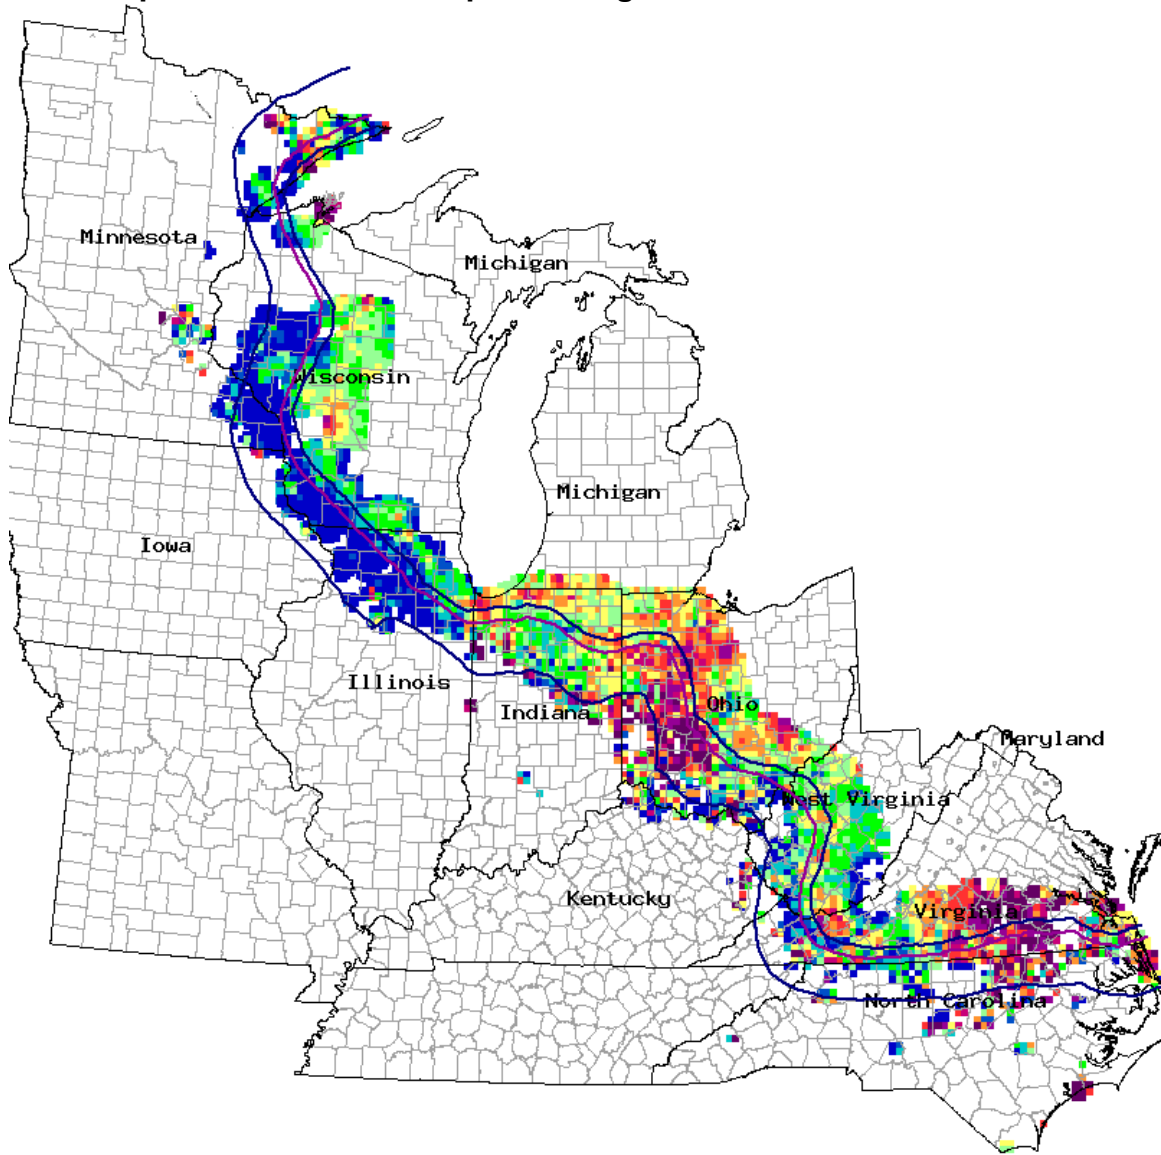 Minnesota
Michigan
Wisconsin
Michigan
Iowa
Illinois
Indiana
Ohio
Maryland
West Virginia
Kentucky
Virginia
North Carolina